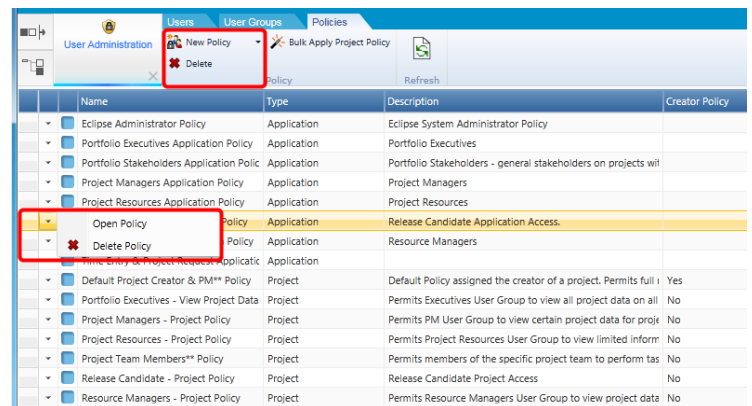 Users User Groups Policies
User Administration
New Policy
Bulk Apply Project Policy
Delete
Policy
Refresh
Name Type Description Creator Policy
Eclipse Administrator Policy Application Eclipse System Administrator Policy
Portfolio Executives Application Policy Application Portfolio Executives
Portfolio Stakeholders Application Polic Application Portfolio Stakeholders - general stakeholders on projects wit
Project Managers Application Policy Application Project Managers
Project Resources Application Policy Application Project Resources
Open Policy Policy Application Release Candidate Application Access.
Delete Policy Policy Application Resource Managers
Time Entry & Project Request Applicatic Application
Default Project Creator & PM** Policy Project Default Policy assigned the creator of a project. Permits full Yes
Portfolio Executives - View Project Data Project Permits Executives User Group to view all project data on all No
Project Managers - Project Policy Project Permits PM User Group to view certain project data for proje No
Project Resources - Project Policy Project Permits Project Resources User Group to view limited inform No
Project Team Members** Policy Project Permits members of the specific project team to perform tas No
Release Candidate - Project Policy Project Release Candidate Project Access No
Resource Managers - Project Policy Project Permits Resource Managers User Group to view project data No